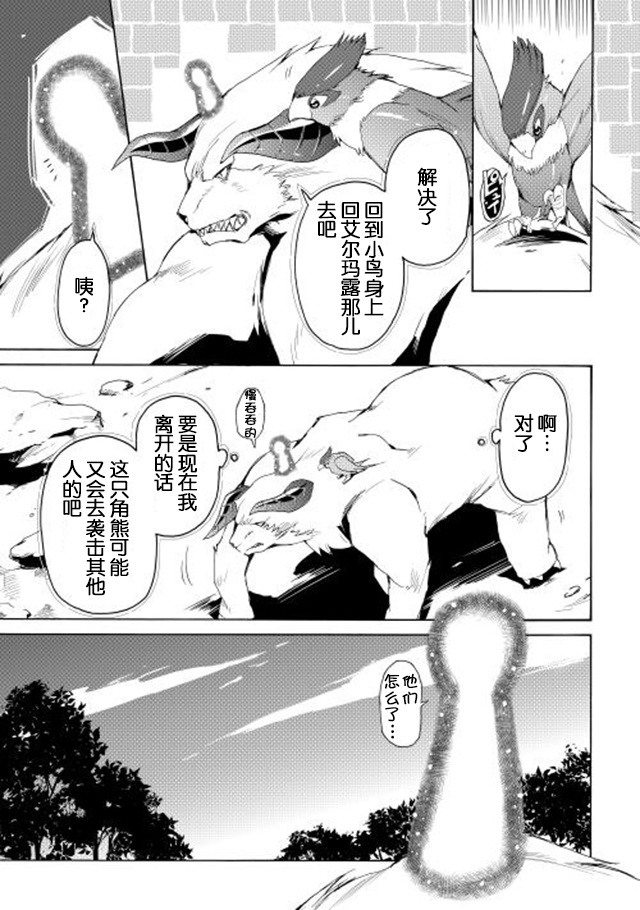 解决了
回到小鸟身上
回艾尔玛露那儿
去吧
咦？
啊…
对了
要是现在我
离开的话
慢吞吞的
这只角熊可能
又会去袭击其他
人的吧
他们
怎么了…